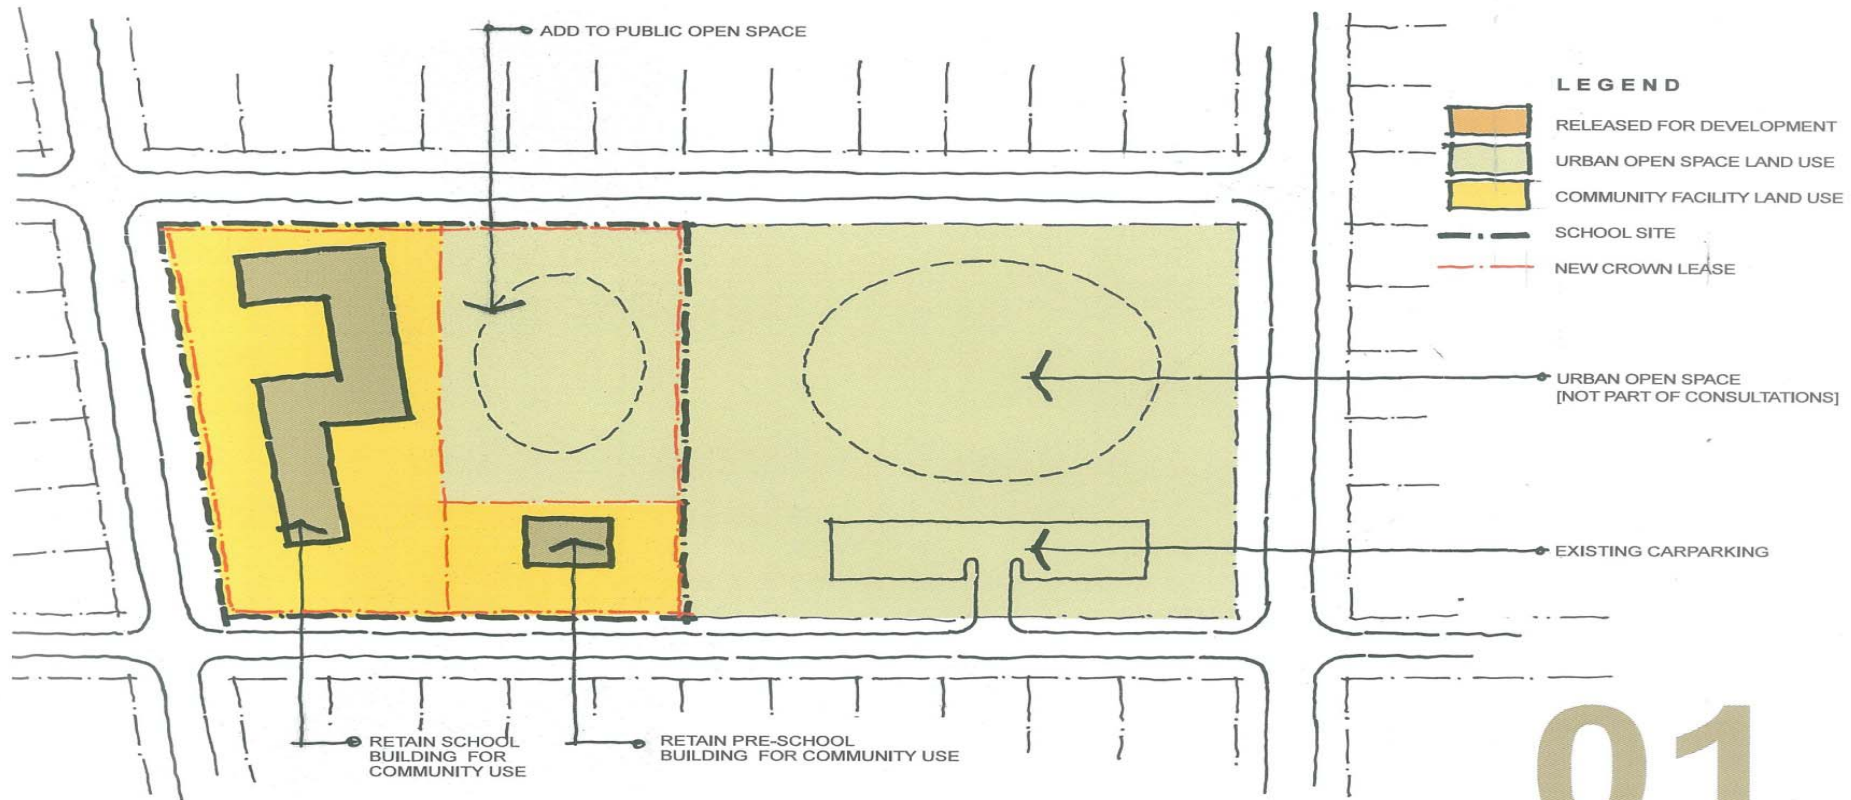 ADD TO PUBLIC OPEN SPACE
LEGEND
RELEASED FOR DEVELOPMENT
URBAN OPEN SPACE LAND USE
COMMUNITY FACILITY LAND USE
SCHOOL SITE
NEW CROWN LEASE
URBAN OPEN SPACE
[NOT PART OF CONSULTATIONS]
EXISTING CARPARKING
RETAIN SCHOOL
BUILDING FOR
COMMUNITY USE
RETAIN PRE-SCHOOL
BUILDING FOR COMMUNITY USE
01